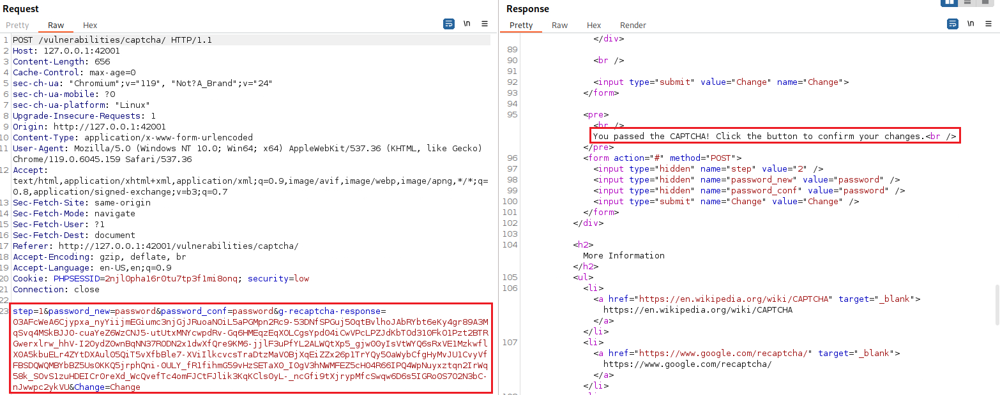 Request
Pretty Raw Hex
\n
1 POST /vulnerabilities/captcha/ HTTP/1.1
2 Host: 127.0.0.1:42001
3 Content-Length: 656
4 Cache-Control: max-age=0
5 sec-ch-ua: "Chromium";v="119", "Not?A_Brand";v="24"
6 sec-ch-ua-mobile: ?0
7 sec-ch-ua-platform: "Linux"
8 Upgrade-Insecure-Requests: 1
9 Origin: http://127.0.0.1:42001
10 Content-Type: application/x-www-form-urlencoded
11 User-Agent: Mozilla/5.0 (Windows NT 10.0; Win64; x64) AppleWebKit/537.36 (KHTML, like Gecko)
Chrome/119.0.6045.159 Safari/537.36
12 Accept:
text/html,application/xhtml+xml,application/xml;q=0.9,image/avif,image/webp,image/apng,*/*;q=
0.8,application/signed-exchange;v=b3;q=0.7
13 Sec-Fetch-Site: same-origin
14 Sec-Fetch-Mode: navigate
15 Sec-Fetch-User: ?1
16 Sec-Fetch-Dest: document
17 Referer: http://127.0.0.1:42001/vulnerabilities/captcha/
18 Accept-Encoding: gzip, deflate, br
19 Accept-Language: en-US,en;q=0.9
20 Cookie: PHPSESSID=2njl0pha16r0tu7tp3f1mi8onq; security=low
21 Connection: close
22
23 step=1&password_new=password&password_conf=password&g-recaptcha-response=
&Change=Change
Response
Pretty Raw Hex Render
\n
</div>
89
90 <br />
91
92 <input type="submit" value="Change" name="Change">
93 </form>
94
95 <pre>
<br />
You passed the CAPTCHA! Click the button to confirm your changes.<br />
</pre>
96 <form action="#" method="POST">
97 <input type="hidden" name="step" value="2" />
98 <input type="hidden" name="password_new" value="password" />
99 <input type="hidden" name="password_conf" value="password" />
100 <input type="submit" name="Change" value="Change" />
101 </form>
102 </div>
103
104 <h2>
More Information
</h2>
105 <ul>
106 <li>
<a href="https://en.wikipedia.org/wiki/CAPTCHA" target="_blank">
https://en.wikipedia.org/wiki/CAPTCHA
</a>
</li>
107 <li>
<a href="https://www.google.com/recaptcha/" target="_blank">
https://www.google.com/recaptcha/
</a>
</li>